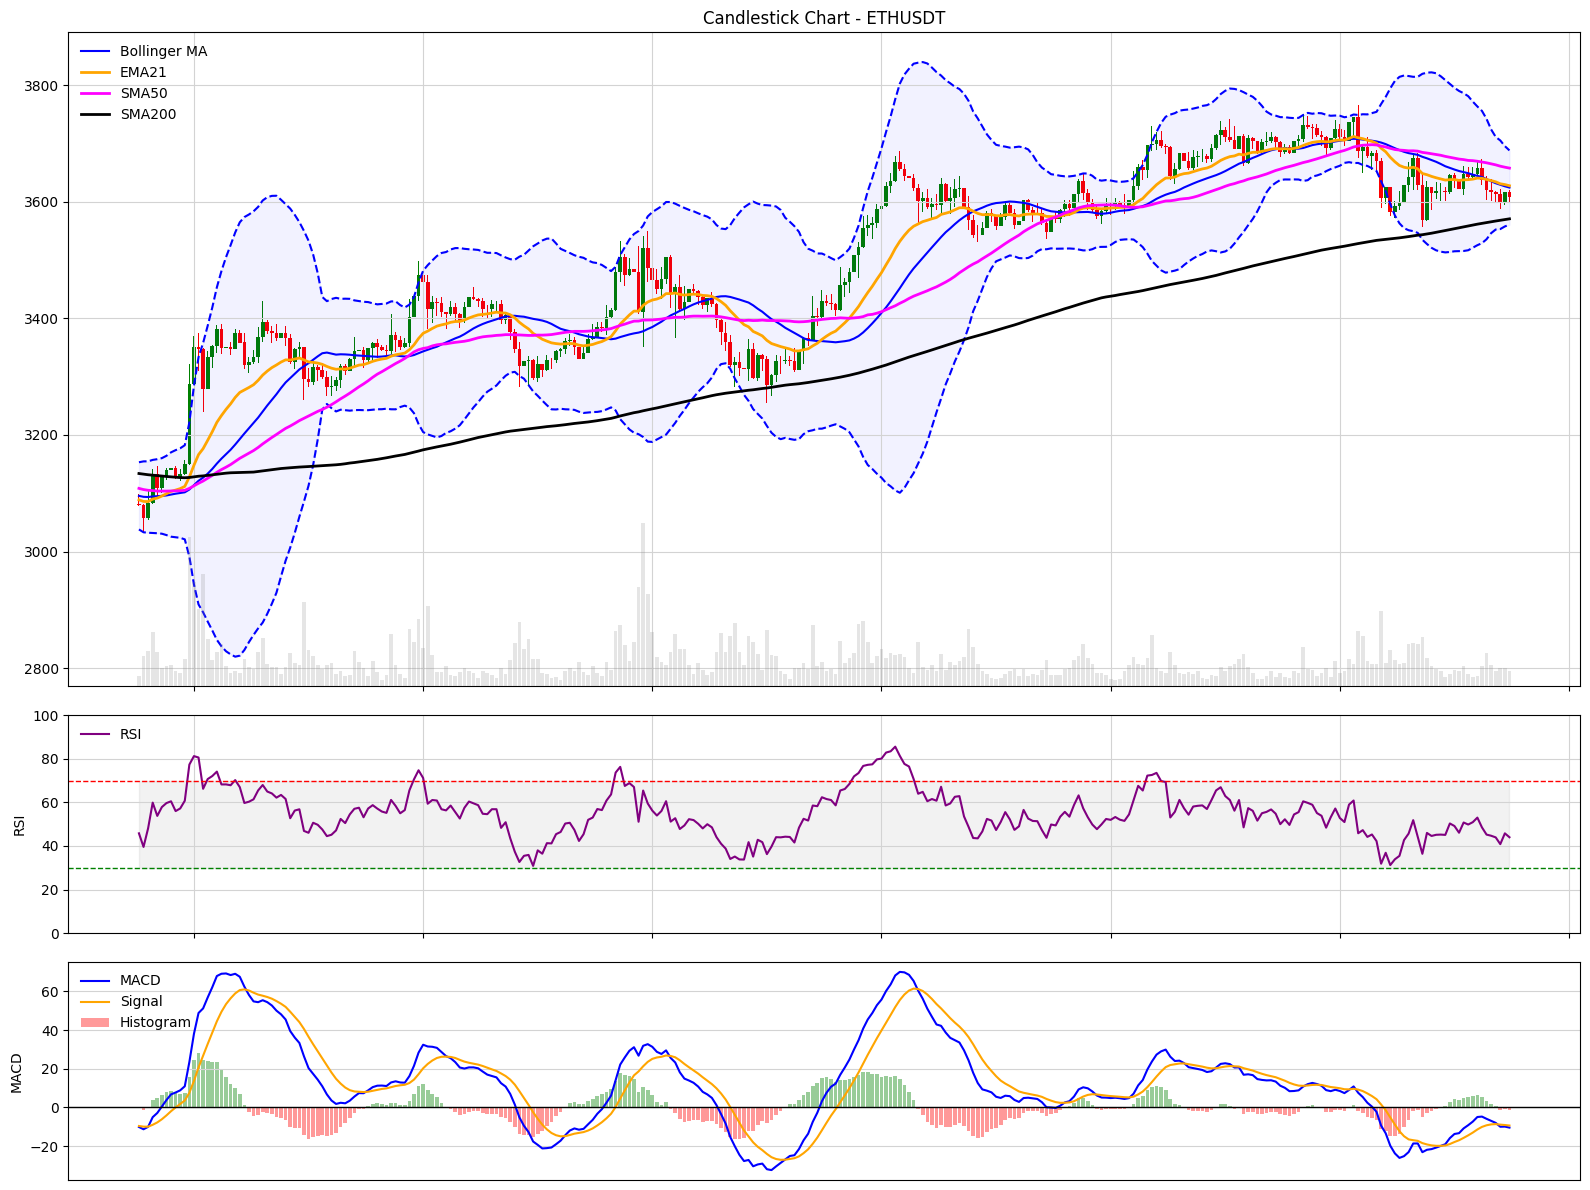 Candlestick Chart - ETHUSDT
Bollinger MA
EMA21
SMA50
SMA200
3800
3600
3400
3200
3000
2800
RSI
100
80
60
40
20
0
RSI
MACD
Signal
Histogram
60
40
20
0
−20
MACD